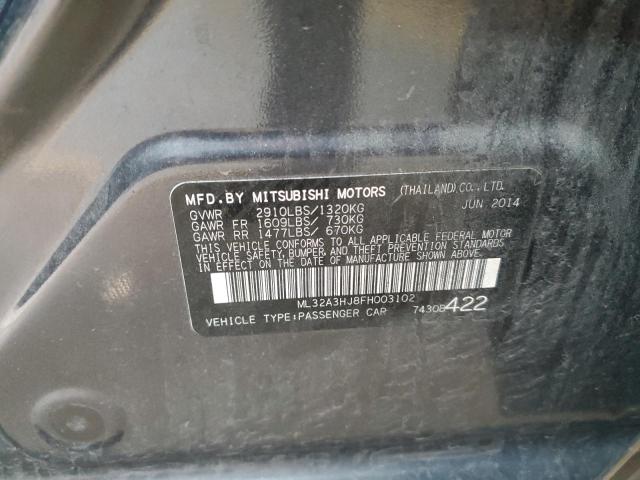 MFD.BY MITSUBISHI MOTORS (THAILAND)CO.,LTD.
GVWR 2910LBS/1320KG JUN 2014
GAWR FR 1609LBS/ 730KG
GAWR RR 1477LBS/ 670KG
THIS VEHICLE CONFORMS TO ALL APPLICABLE FEDERAL MOTOR
VEHICLE SAFETY,BUMPER AND THEFT PREVENTION STANDARDS
IN EFFECT ON THE DATE OF MANUFACTURE SHOWN ABOVE.
ML32A3HJ8FH003102
VEHICLE TYPE:PASSENGER CAR 7430B422